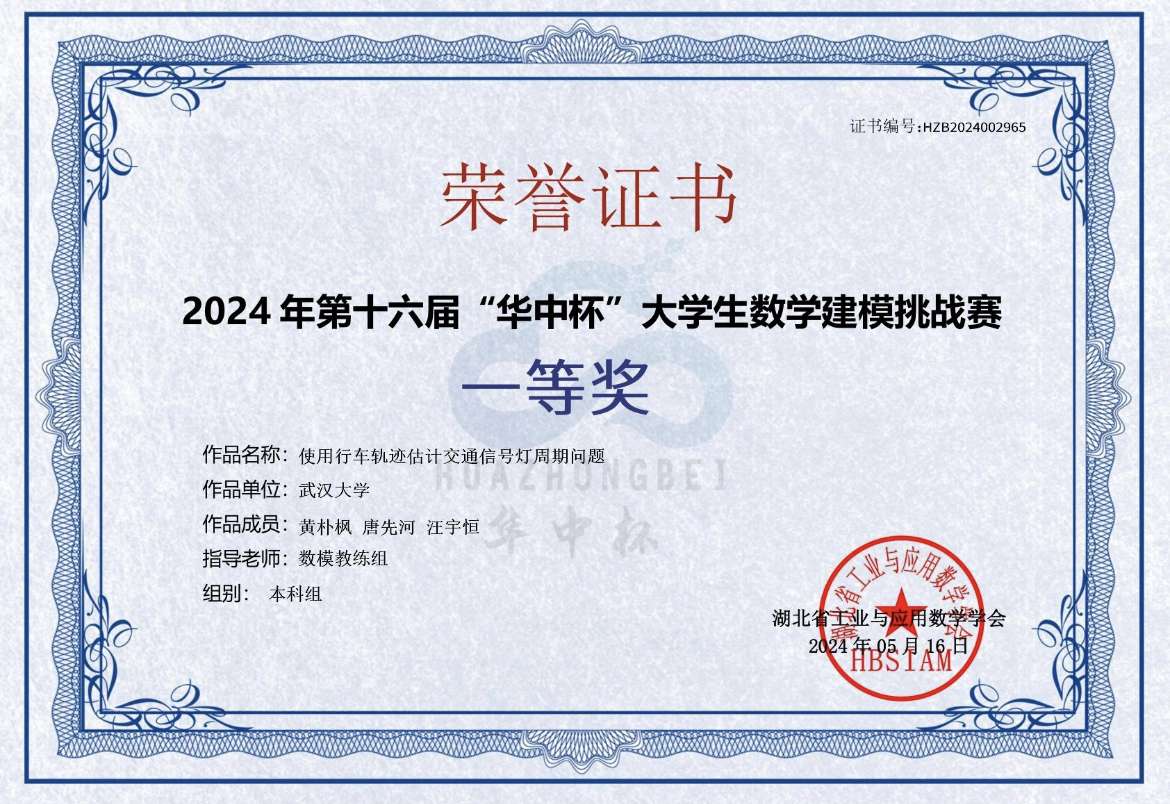 证书编号:HZB2024002965
荣誉证书
2024 年第十六届“华中杯”大学生数学建模挑战赛
一等奖
作品名称：使用行车轨迹估计交通信号灯周期问题
HUAZHONGBEI
作品单位：武汉大学
作品成员：黄朴枫 唐先河 汪宇恒
华中杯
指导老师：数模教练组
组别： 本科组
湖北省工业与应用数学学会
湖北省工业与应用数学学会
2024 年 05 月 16 日
HBSIAM